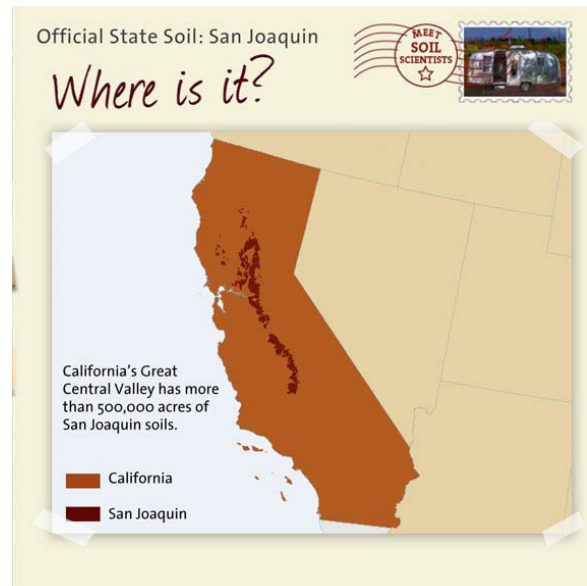 Official State Soil: San Joaquin
Where is it?
MEET
SOIL
SCIENTISTS
California's Great
Central Valley has more
than 500,000 acres of
San Joaquin soils.
California
San Joaquin